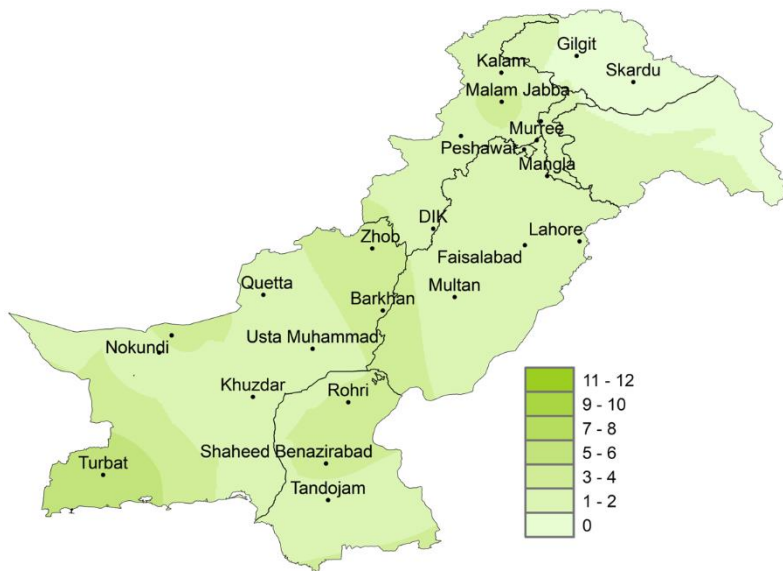 Gilgit
Kalam
Skardu
Malam Jabba
Murree
Peshawar
Mangla
DIK
Lahore
Zhob
Faisalabad
Quetta
Multan
Barkhan
Usta Muhammad
Nokundi
Khuzdar
Rohri
Shaheed Benazirabad
Turbat
Tandojam
11 - 12
9 - 10
7 - 8
5 - 6
3 - 4
1 - 2
0